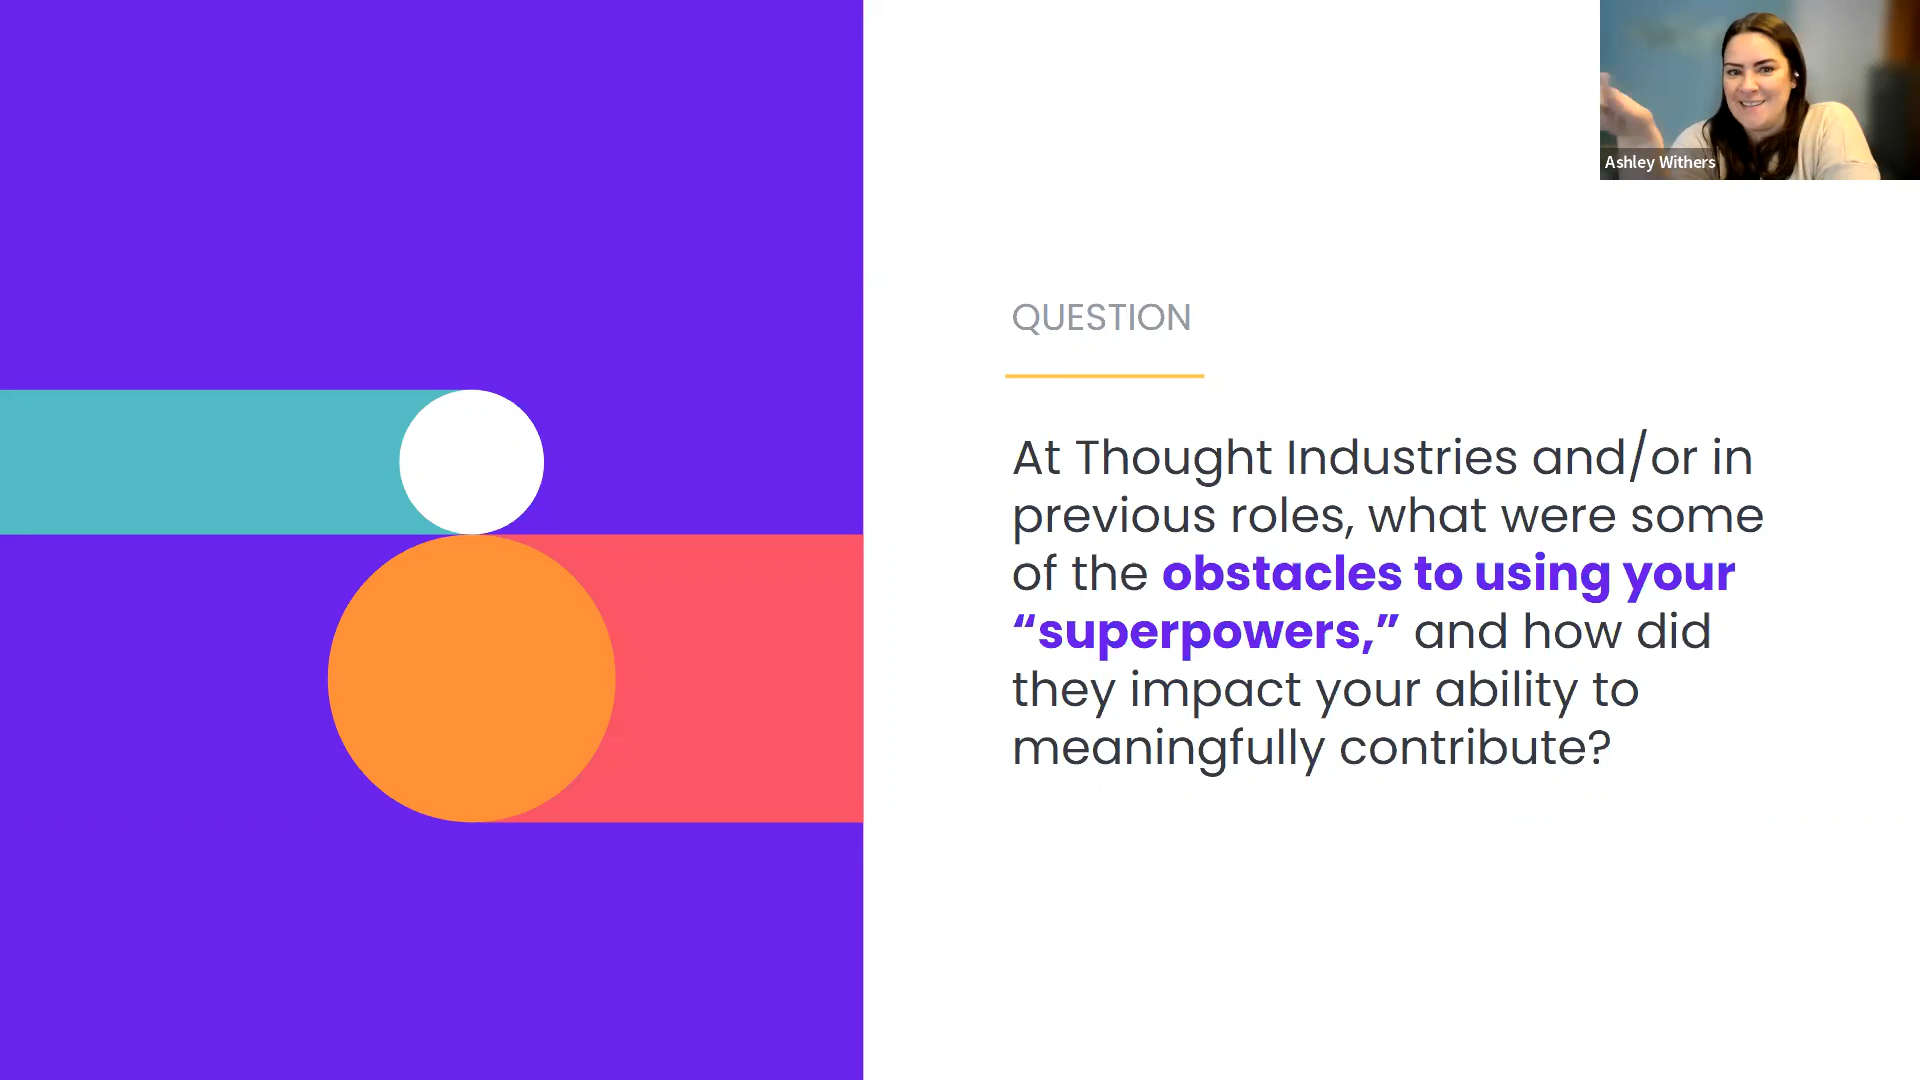 Ashley Withers
QUESTION
At Thought Industries and/or in
previous roles, what were some
of the obstacles to using your
“superpowers,” and how did
they impact your ability to
meaningfully contribute?